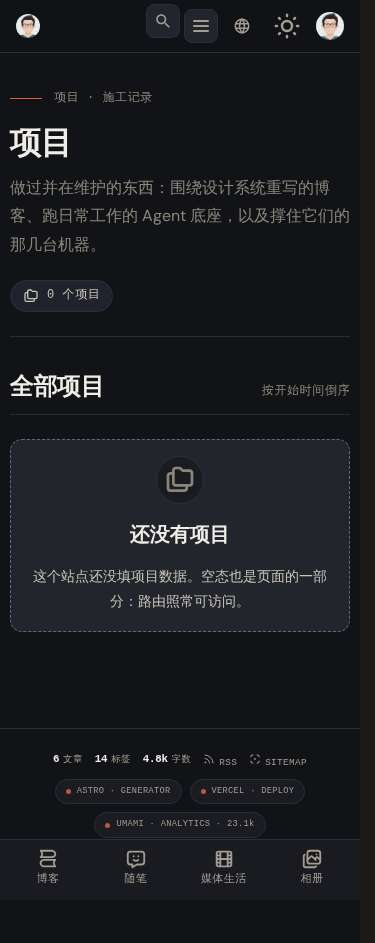 项目 · 施工记录
项目
做过并在维护的东西：围绕设计系统重写的博
客、跑日常工作的 Agent 底座，以及撑住它们的
那几台机器。
0 个项目
全部项目
按开始时间倒序
还没有项目
这个站点还没填项目数据。空态也是页面的一部
分：路由照常可访问。
6 文章 14 标签 4.8k 字数 RSS SITEMAP
ASTRO · GENERATOR VERCEL · DEPLOY
UMAMI · ANALYTICS · 23.1k
博客 随笔 媒体生活 相册